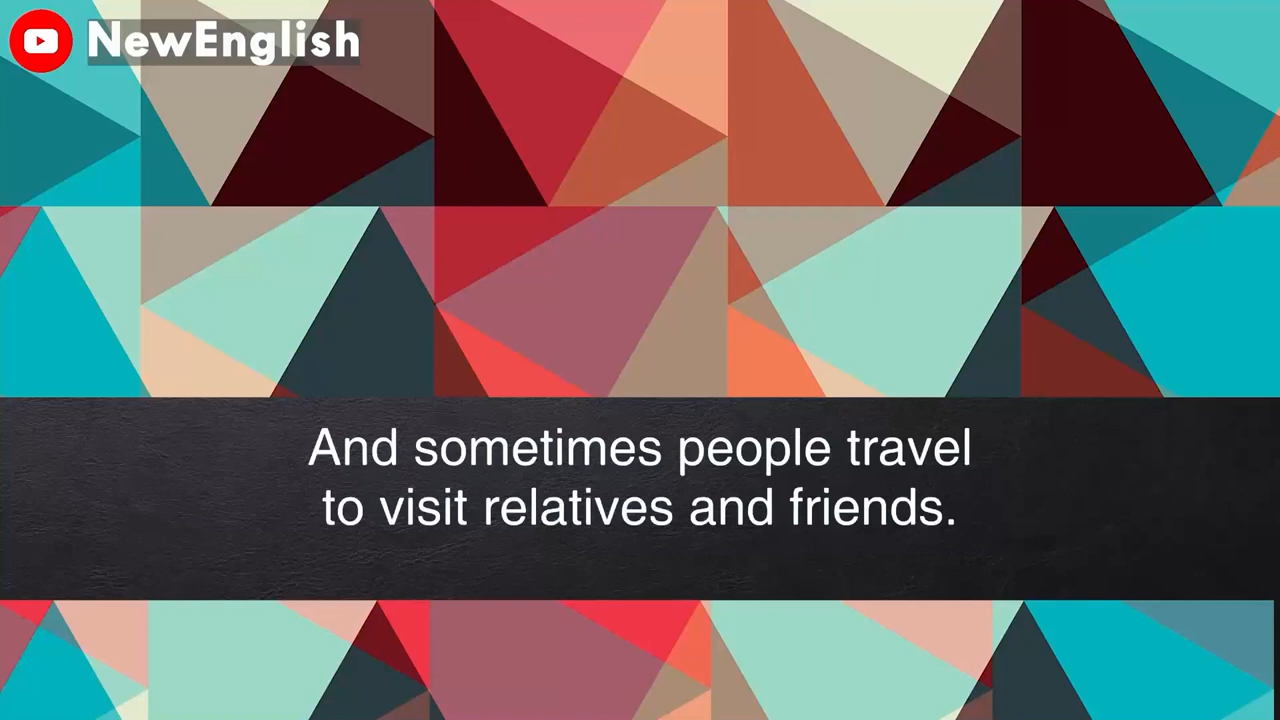 NewEnglish
And sometimes people travel
to visit relatives and friends.